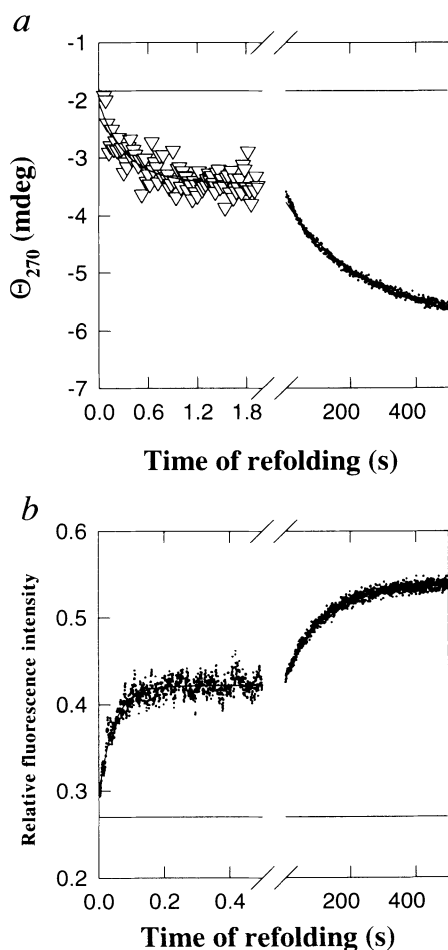 a
-1
-2
-3
-4
-5
-6
-7
Θ270 (mdeg)
0.0 0.6 1.2 1.8 200 400
Time of refolding (s)
b
0.6
0.5
0.4
0.3
0.2
Relative fluorescence intensity
0.0 0.2 0.4 200 400
Time of refolding (s)